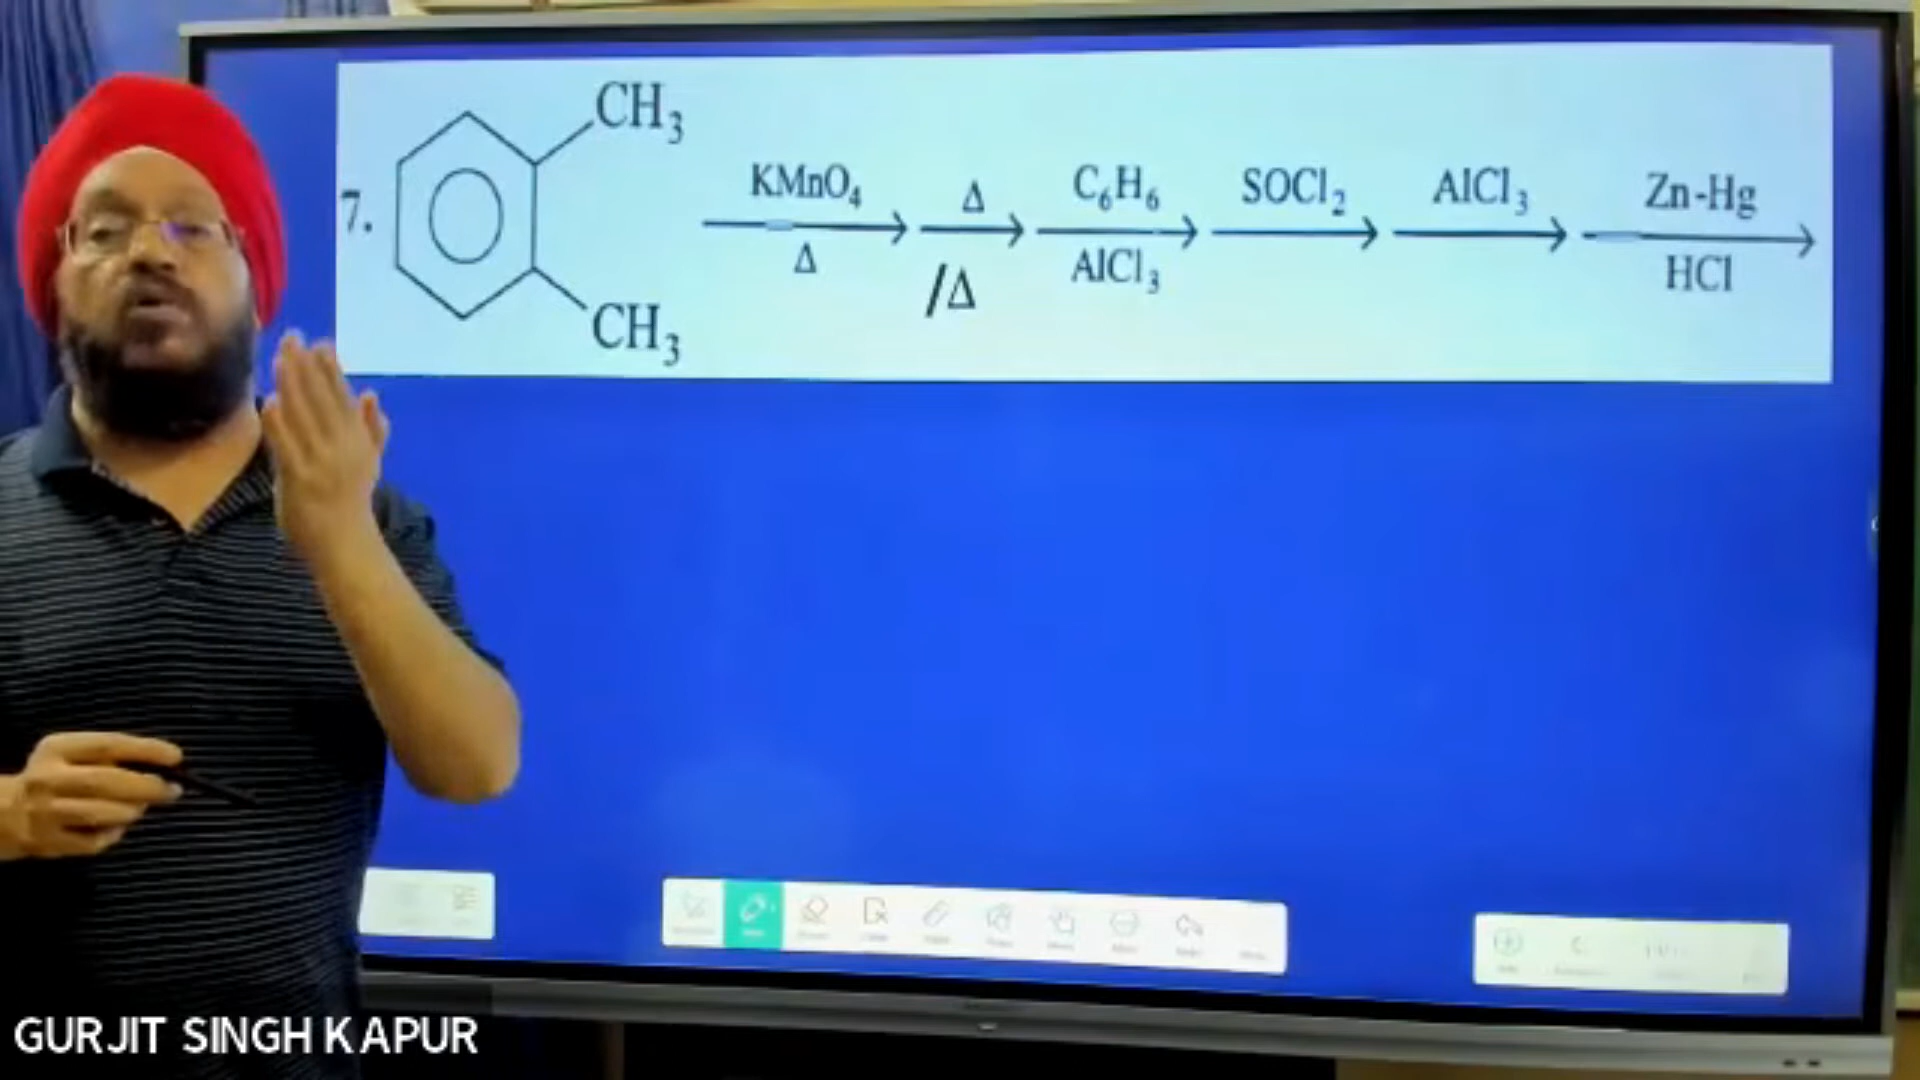 7.
CH₃
CH₃
KMnO₄
Δ
Δ
/Δ
C₆H₆
AlCl₃
SOCl₂
AlCl₃
Zn-Hg
HCl
GURJIT SINGH KAPUR